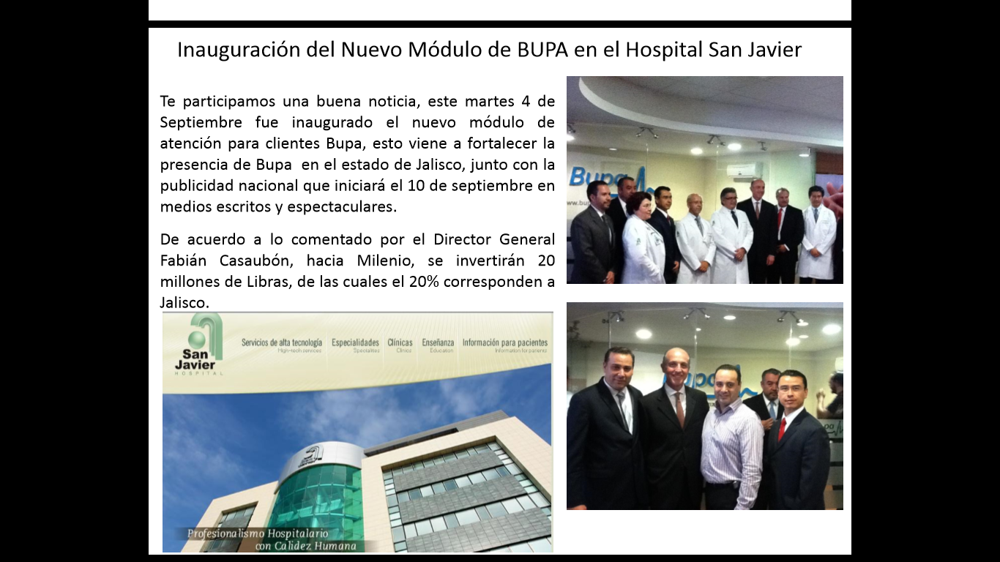 Inauguración del Nuevo Módulo de BUPA en el Hospital San Javier
Te participamos una buena noticia, este martes 4 de
Septiembre fue inaugurado el nuevo módulo de
atención para clientes Bupa, esto viene a fortalecer la
presencia de Bupa en el estado de Jalisco, junto con la
publicidad nacional que iniciará el 10 de septiembre en
medios escritos y espectaculares.
De acuerdo a lo comentado por el Director General
Fabián Casaubón, hacia Milenio, se invertirán 20
millones de Libras, de las cuales el 20% corresponden a
Jalisco.
San
Javier
HOSPITAL
Servicios de alta tecnología
High-tech services
Especialidades
Specialities
Clínicas
Clinics
Enseñanza
Education
Información para pacientes
Information for patients
Profesionalismo Hospitalario
con Calidez Humana
Bupa
www.bup
Bupa